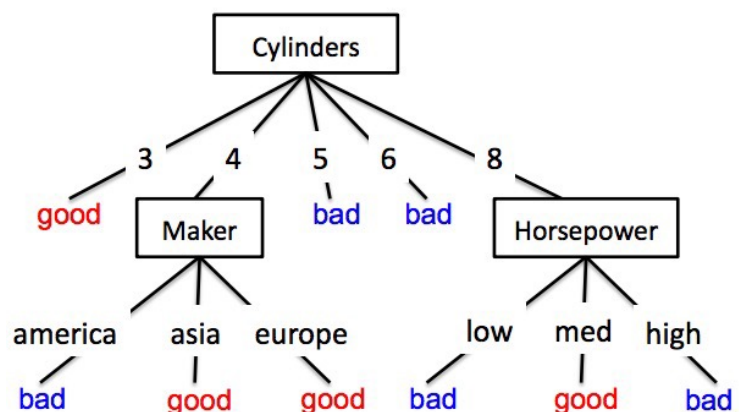 Cylinders
3 4 5 6 8
good Maker bad bad Horsepower
america asia europe low med high
bad good good bad good bad